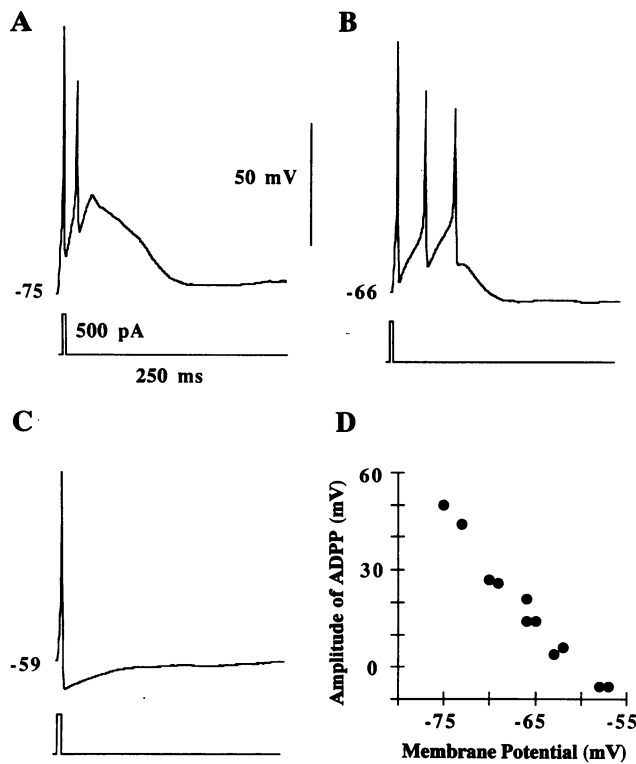 A
50 mV
-75
500 pA
250 ms
B
-66
C
-59
D
Amplitude of ADPP (mV)
60
30
0
-75 -65 -55
Membrane Potential (mV)